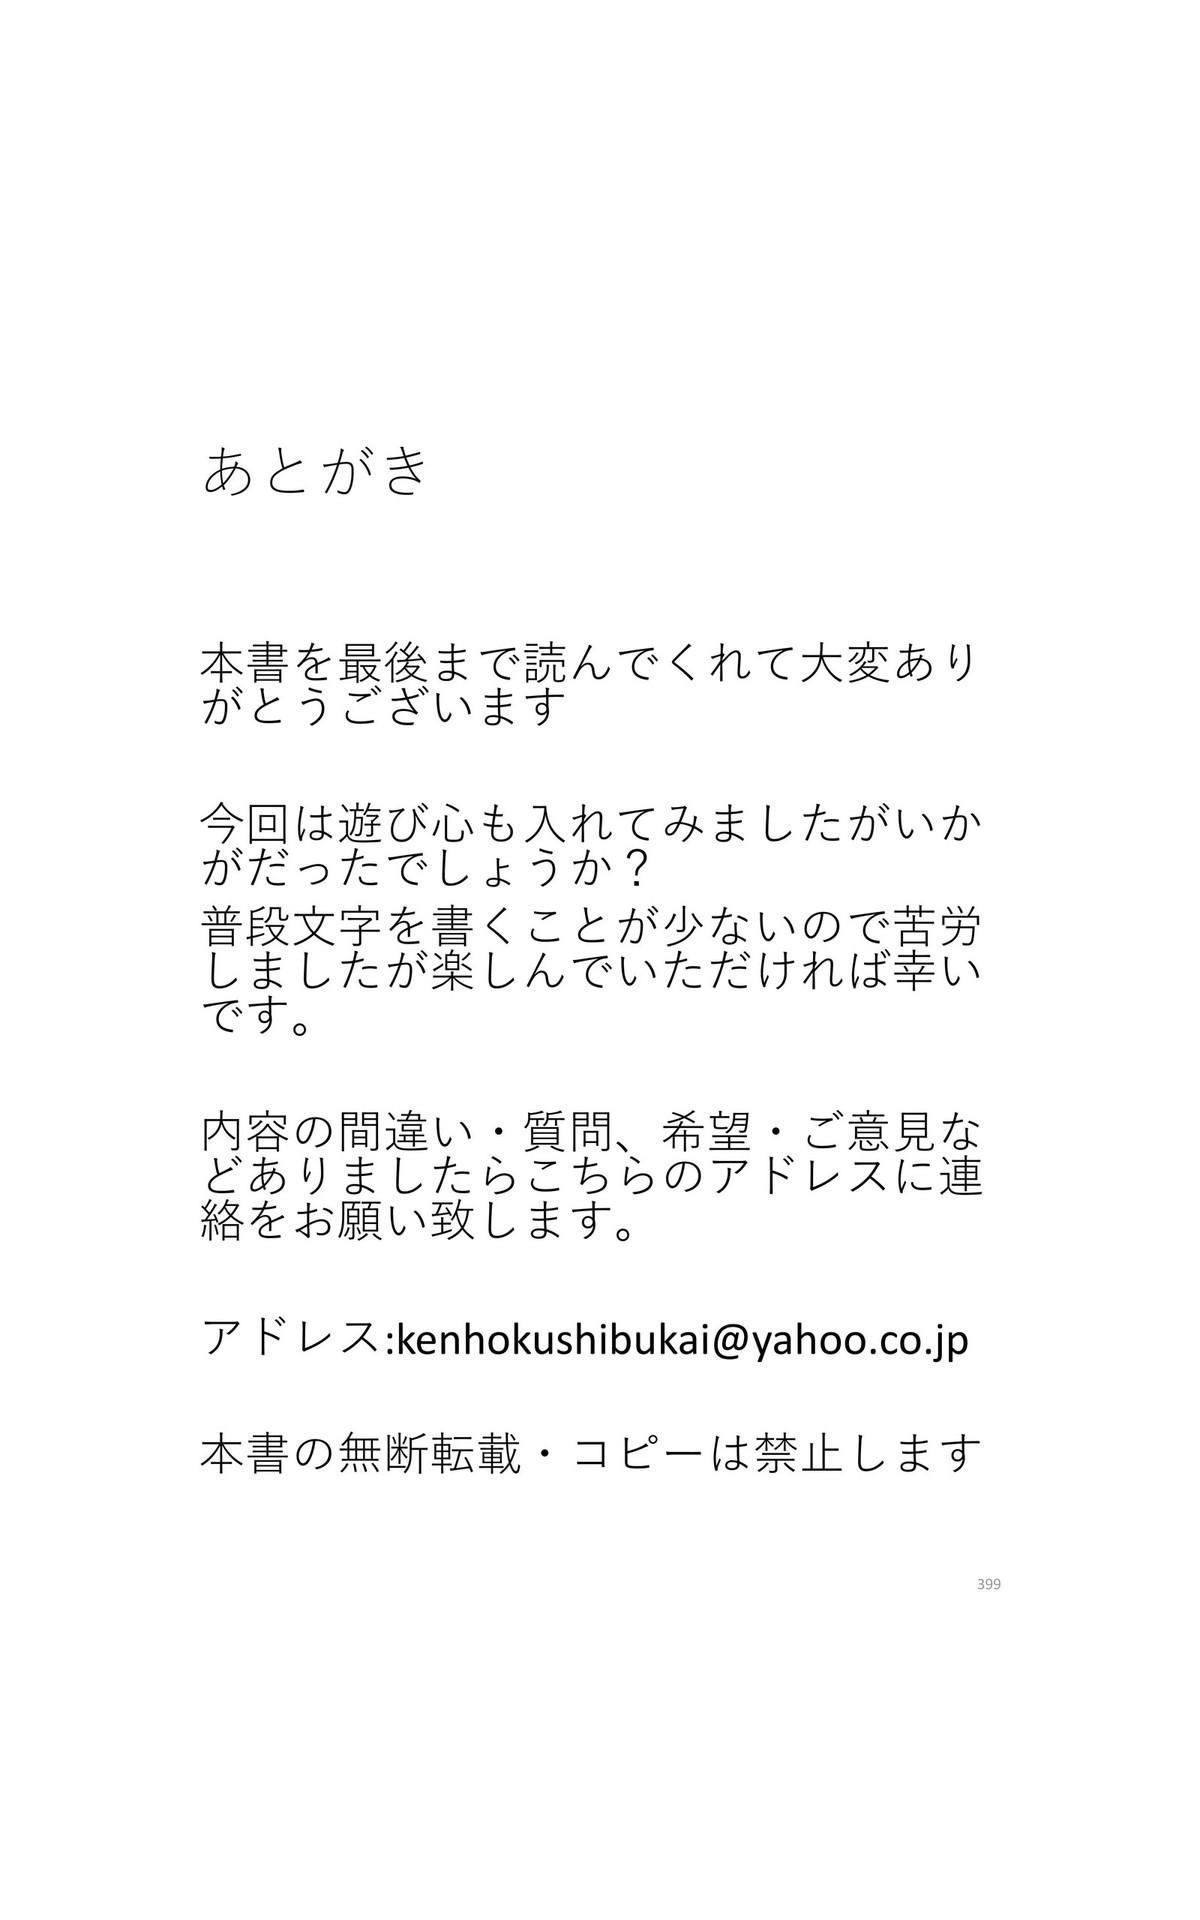 あとがき
本書を最後まで読んでくれて大変あり
がとうございます
今回は遊び心も入れてみましたがいか
がだったでしょうか？
普段文字を書くことが少ないので苦労
しましたが楽しんでいただければ幸い
です。
内容の間違い・質問、希望・ご意見な
どありましたらこちらのアドレスに連
絡をお願い致します。
アドレス:kenhokushibukai@yahoo.co.jp
本書の無断転載・コピーは禁止します
399